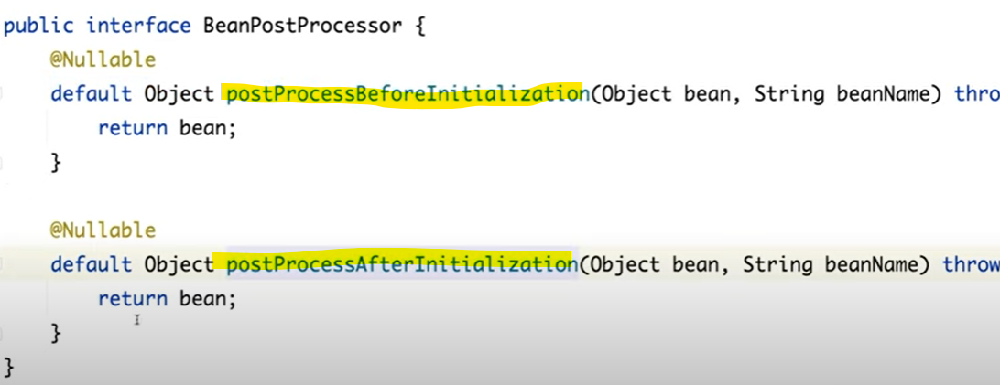 public interface BeanPostProcessor {
@Nullable
default Object postProcessBeforeInitialization(Object bean, String beanName) thro
return bean;
}
@Nullable
default Object postProcessAfterInitialization(Object bean, String beanName) throw
return bean;
}
}